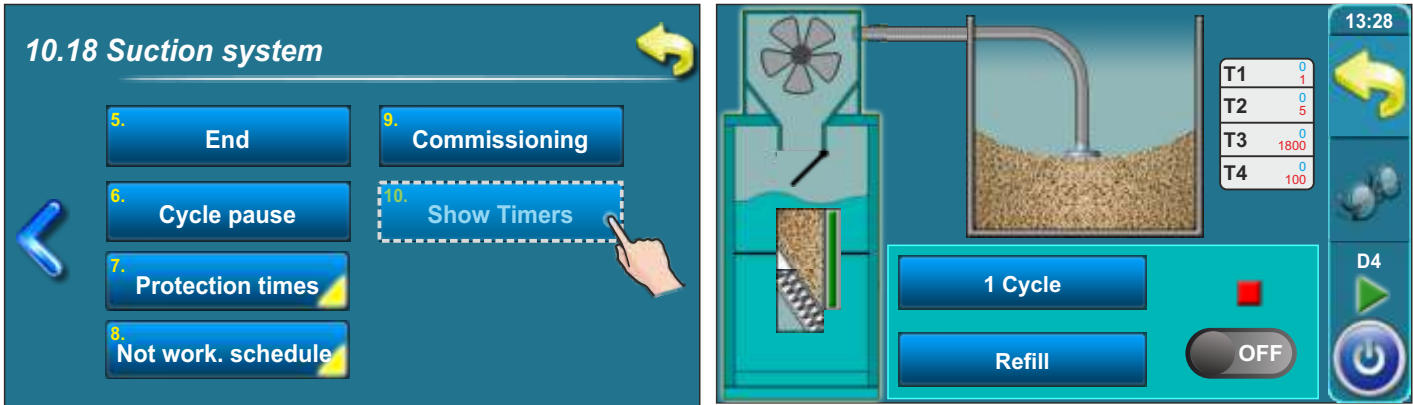 10.18 Suction system
5.
End
9.
Commissioning
6.
Cycle pause
10.
Show Timers
7.
Protection times
8.
Not work. schedule
13:28
T1 0
1
T2 0
5
T3 0
1800
T4 0
100
D4
1 Cycle
Refill
OFF